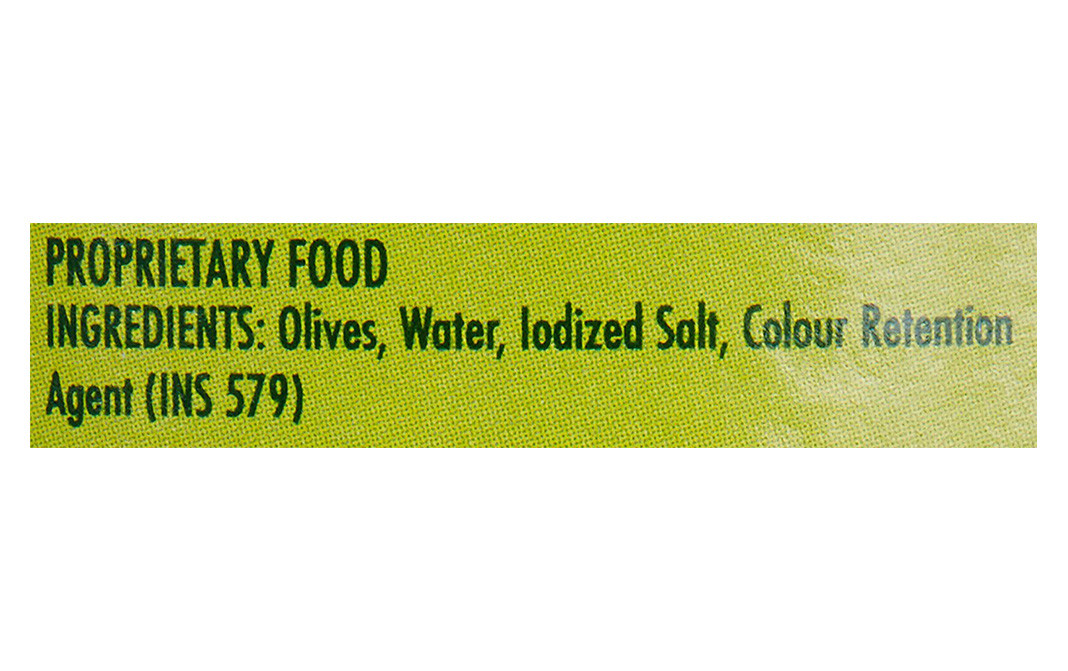 PROPRIETARY FOOD
INGREDIENTS: Olives, Water, Iodized Salt, Colour Retention
Agent (INS 579)